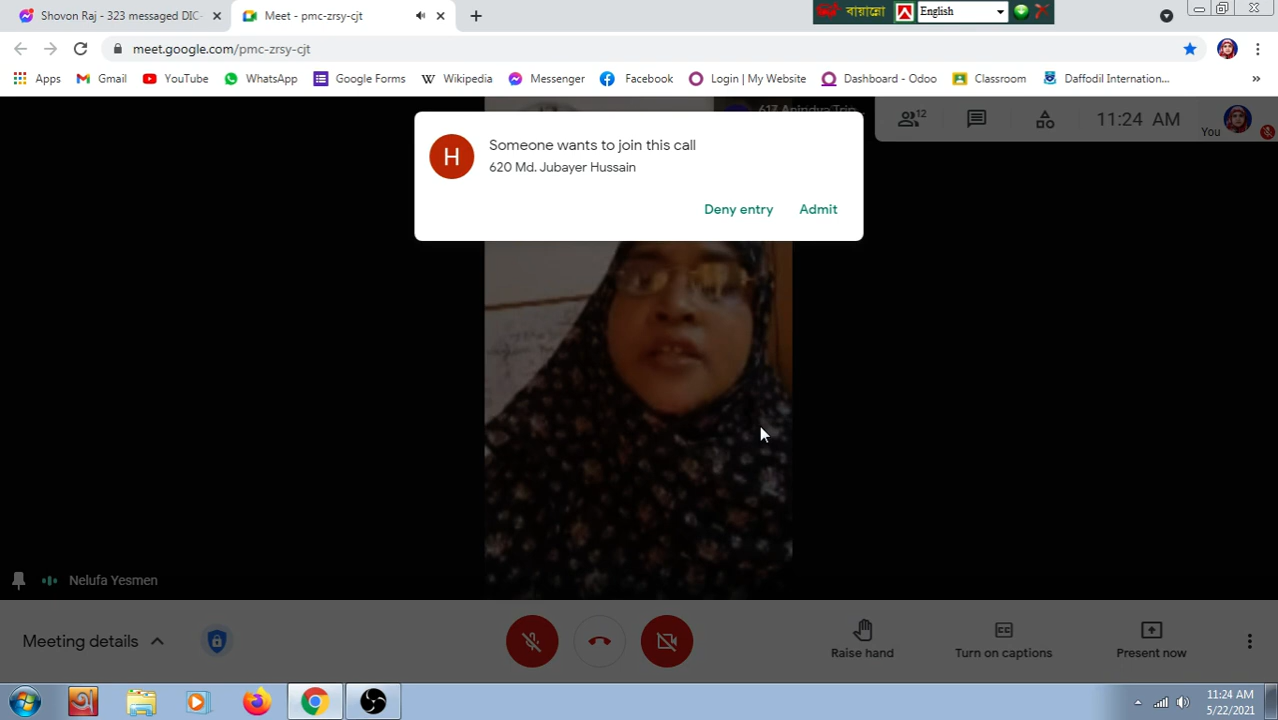 Shovon Raj - 3rd messaged
Meet - pmc-zrsy-cjt
বায়ান্নো
English
meet.google.com/pmc-zrsy-cjt
Apps
Gmail
YouTube
WhatsApp
Google Forms
Wikipedia
Messenger
Facebook
Login | My Website
Dashboard - Odoo
Classroom
Daffodil Internation...
»
12
11:24 AM
You
H
Someone wants to join this call
620 Md. Jubayer Hussain
Deny entry
Admit
Nelufa Yesmen
Meeting details
Raise hand
CC
Turn on captions
Present now
11:24 AM
5/22/2021